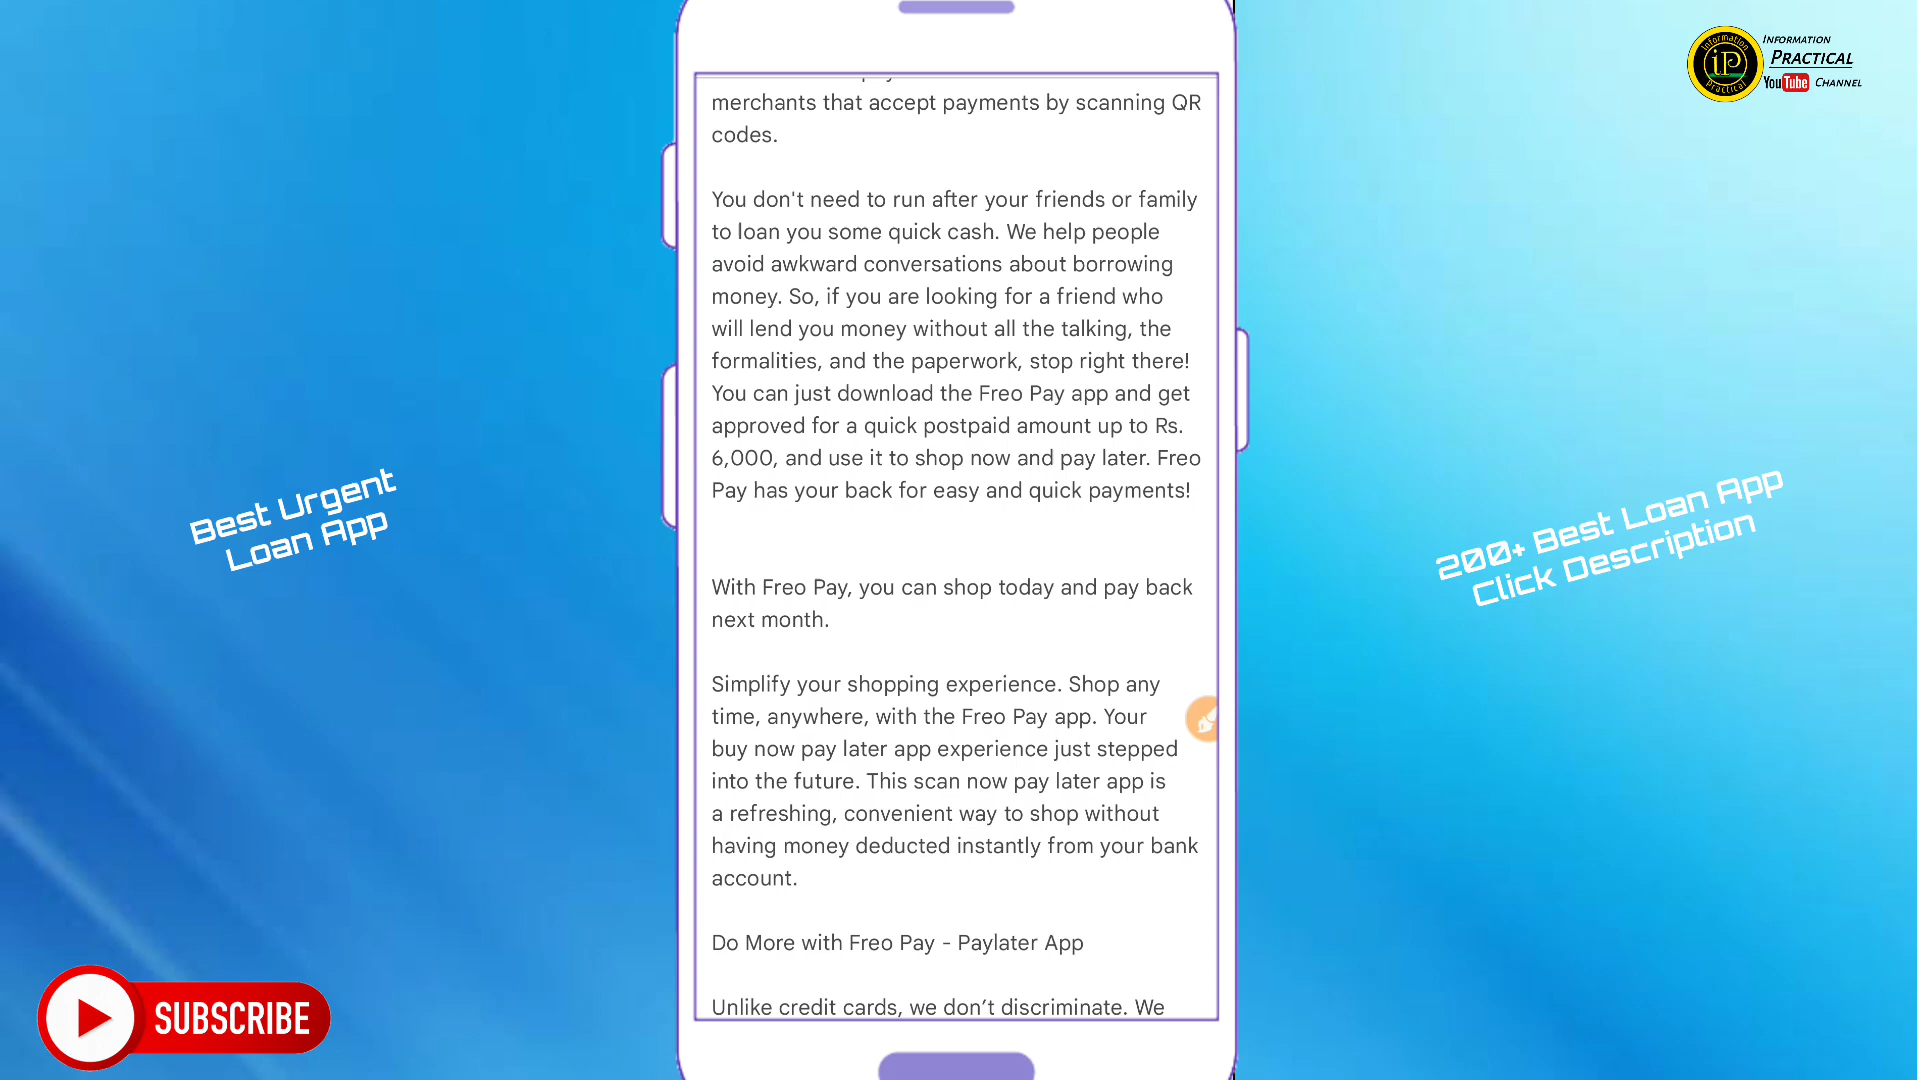 merchants that accept payments by scanning QR
codes.
You don't need to run after your friends or family
to loan you some quick cash. We help people
avoid awkward conversations about borrowing
money. So, if you are looking for a friend who
will lend you money without all the talking, the
formalities, and the paperwork, stop right there!
You can just download the Freo Pay app and get
approved for a quick postpaid amount up to Rs.
6,000, and use it to shop now and pay later. Freo
Pay has your back for easy and quick payments!
With Freo Pay, you can shop today and pay back
next month.
Simplify your shopping experience. Shop any
time, anywhere, with the Freo Pay app. Your
buy now pay later app experience just stepped
into the future. This scan now pay later app is
a refreshing, convenient way to shop without
having money deducted instantly from your bank
account.
Do More with Freo Pay - Paylater App
Unlike credit cards, we don’t discriminate. We
Best Urgent
Loan App
200+ Best Loan App
Click Description
Information
iP
Practical
INFORMATION
PRACTICAL
YouTube CHANNEL
SUBSCRIBE